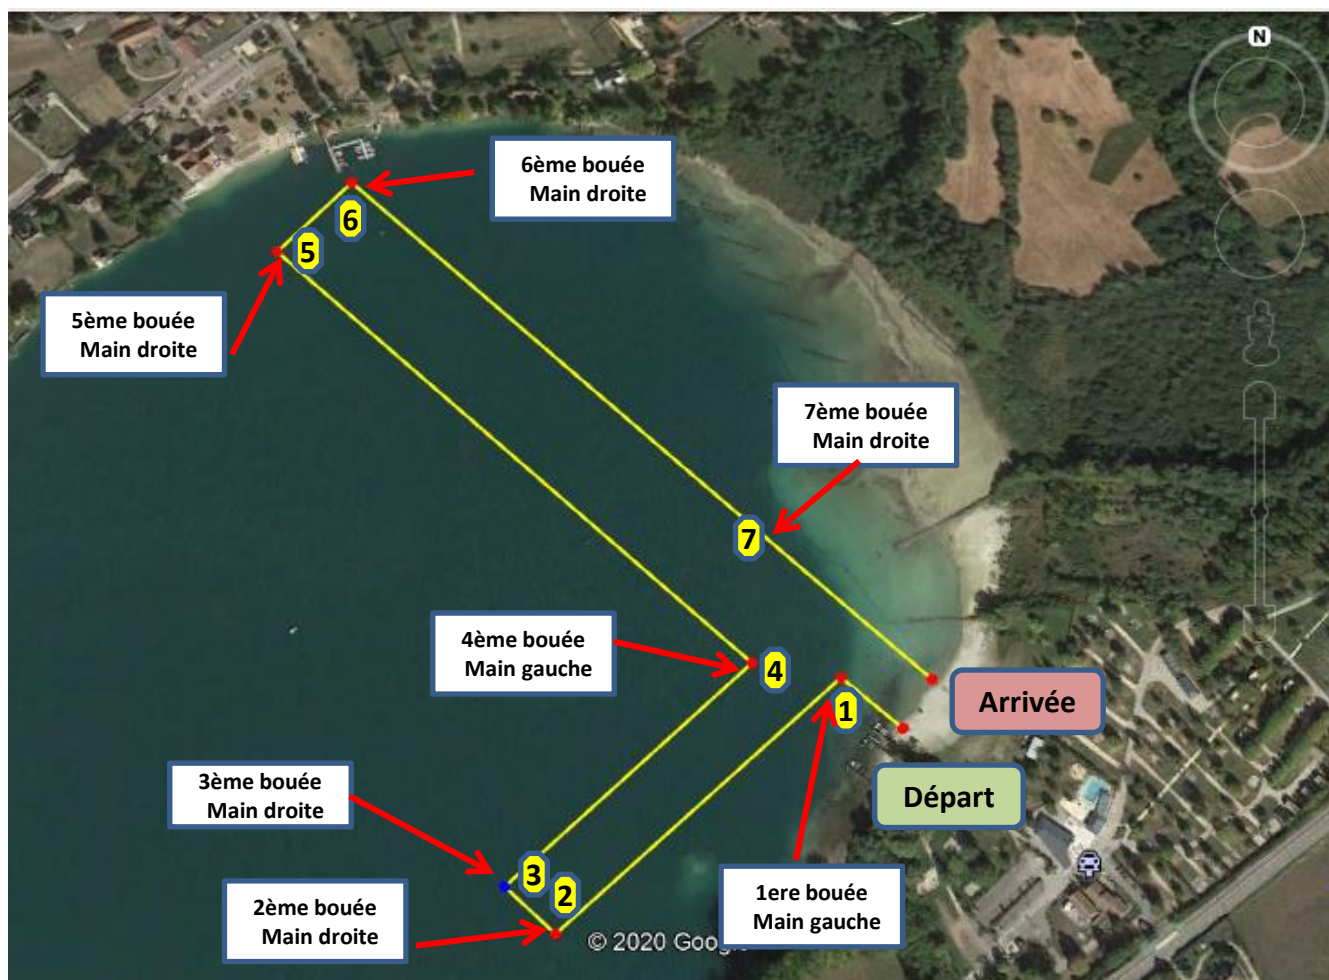 N
6ème bouée
Main droite
6
5
5ème bouée
Main droite
7ème bouée
Main droite
7
4ème bouée
Main gauche
4
1
Arrivée
3ème bouée
Main droite
Départ
3
2
2ème bouée
Main droite
1ere bouée
Main gauche
© 2020 Google